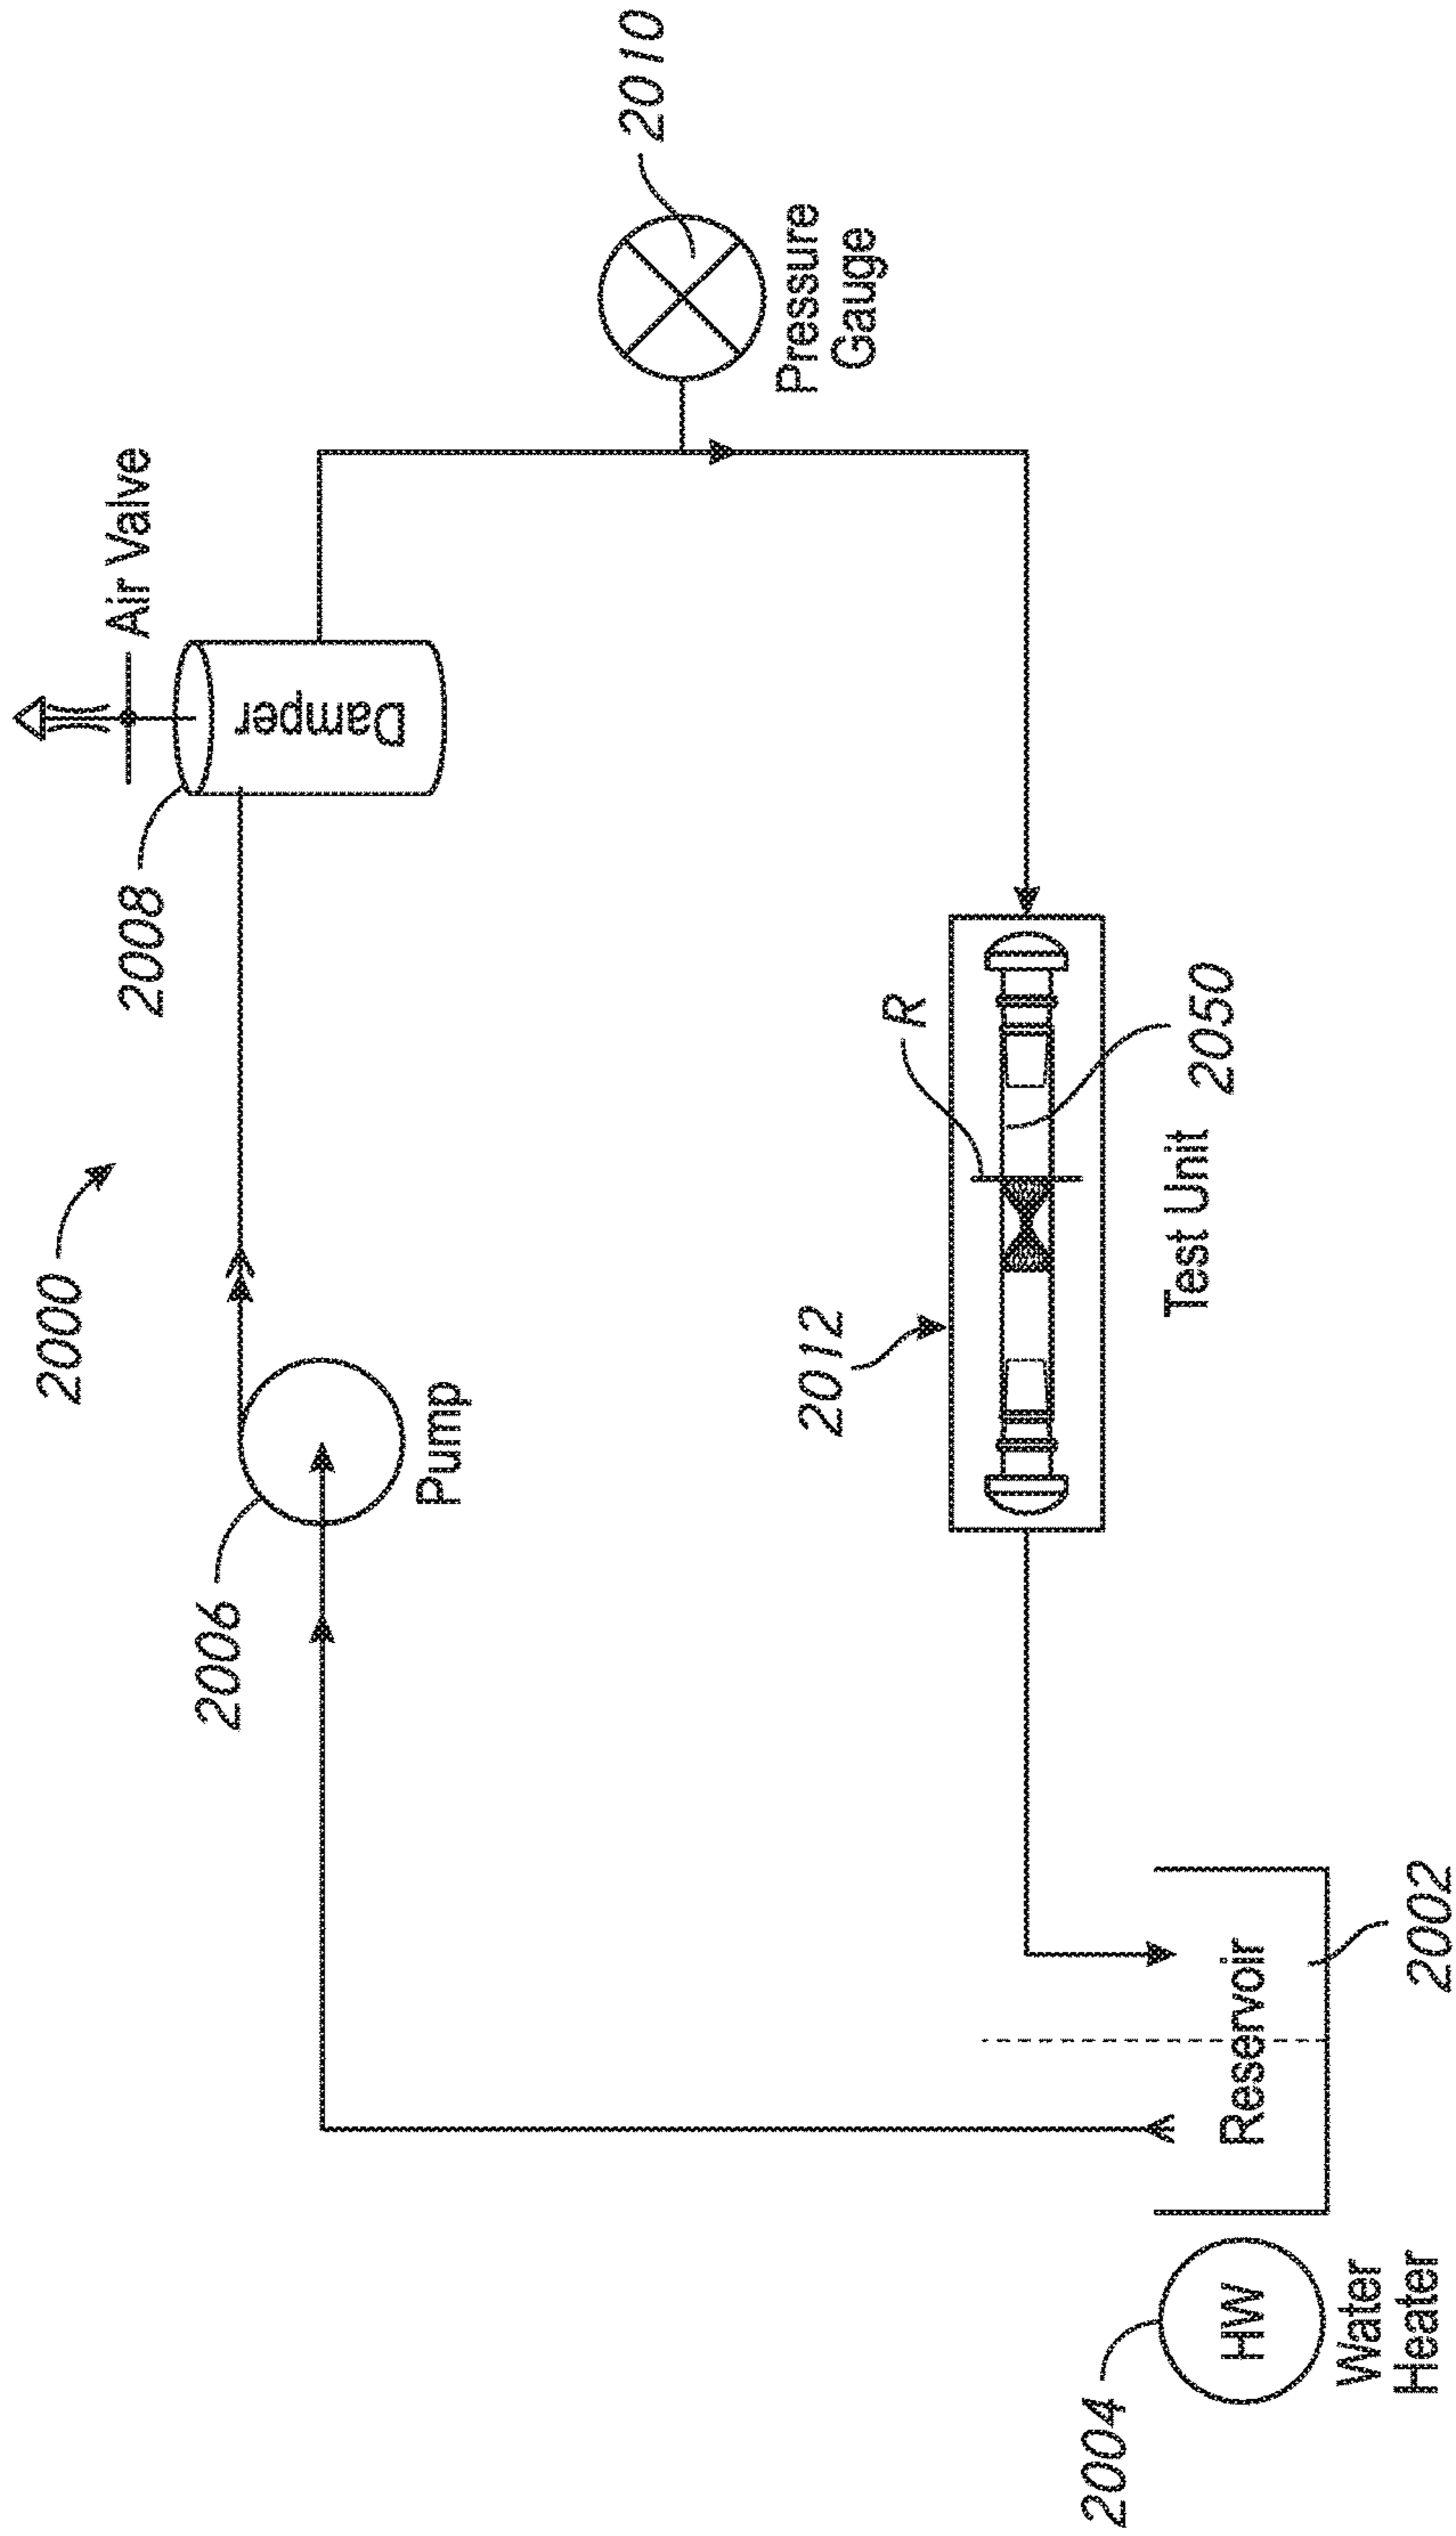 2000
Air Valve
2008
Damper
2006
Pump
2010
Pressure
Gauge
R
2012
2050
Test Unit
Reservoir
2002
2004
HW
Water
Heater